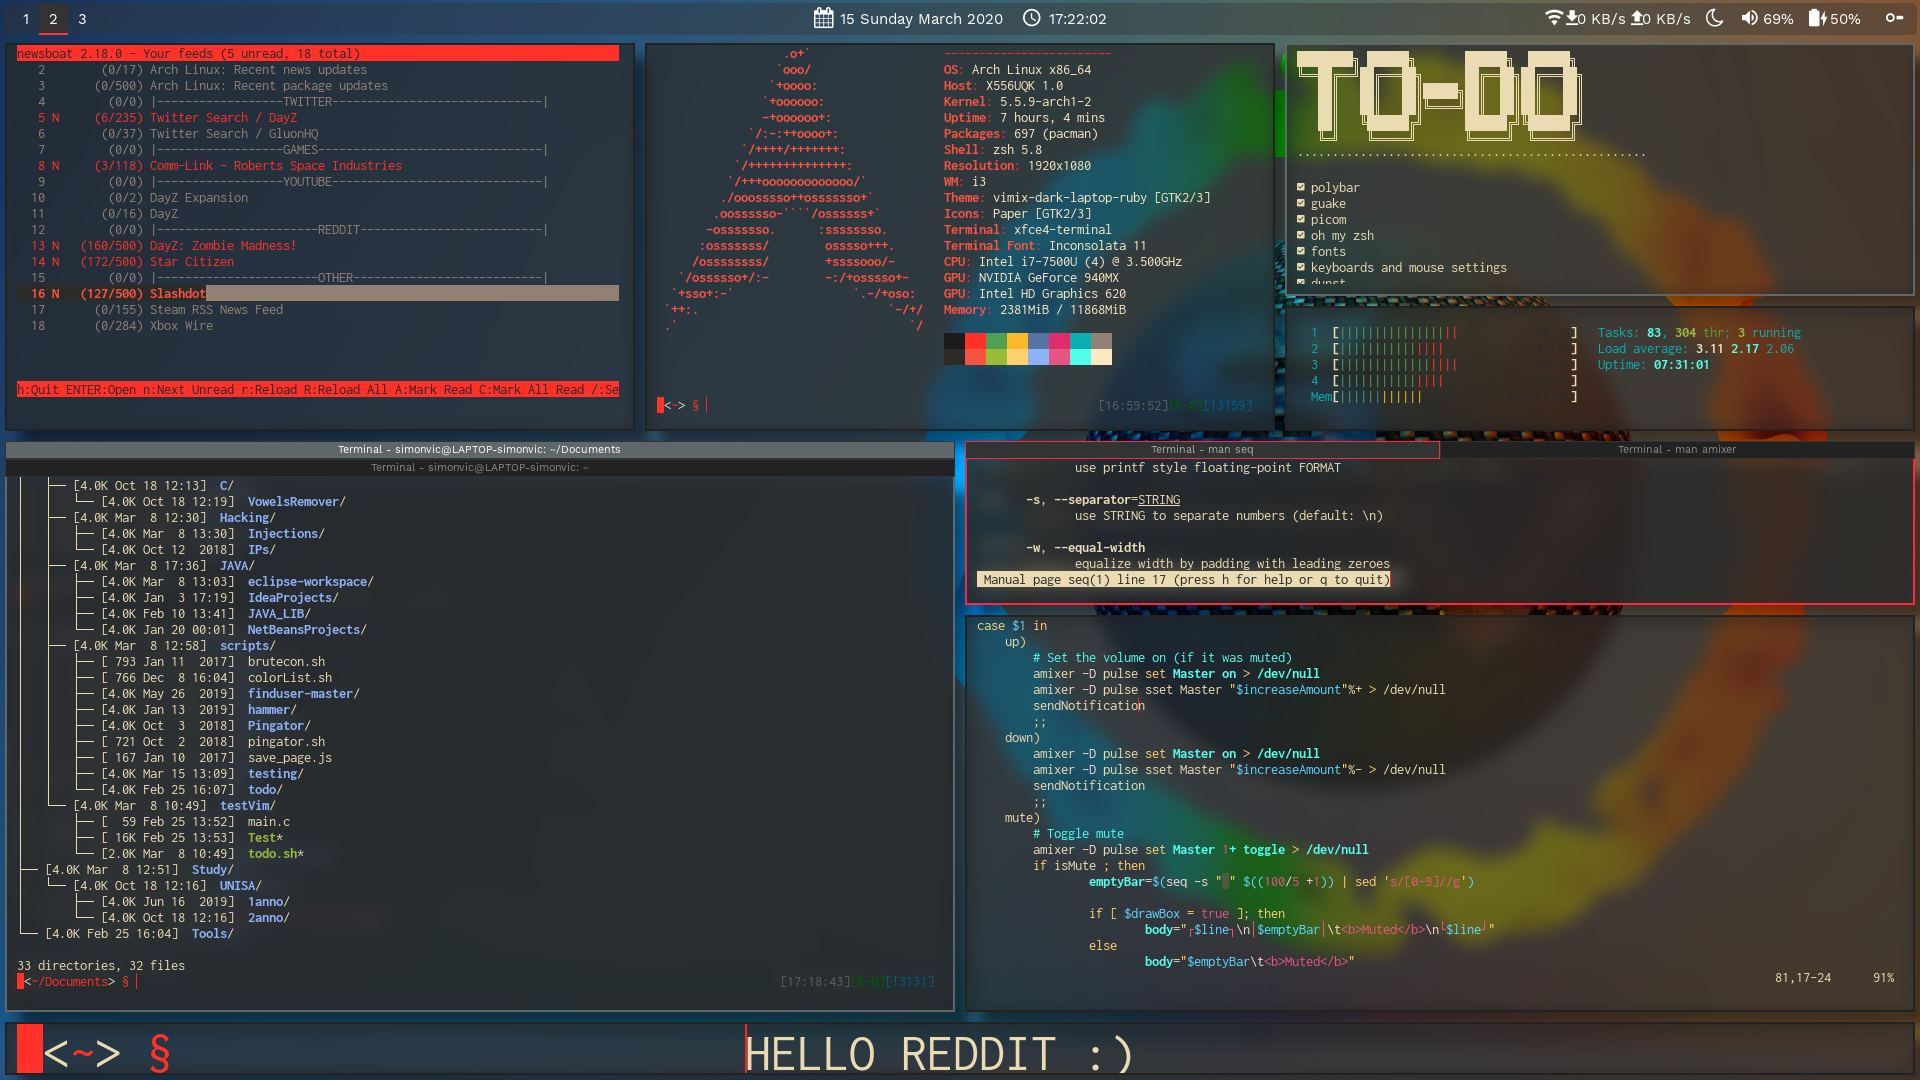 1 2 3
15 Sunday March 2020 17:22:02
0 KB/s 0 KB/s 69% 50%
newsboat 2.18.0 - Your feeds (5 unread, 18 total)
2 (0/17) Arch Linux: Recent news updates
3 (0/500) Arch Linux: Recent package updates
4 (0/0) |------------------TWITTER------------------------------|
5 N (6/235) Twitter Search / DayZ
6 (0/37) Twitter Search / GluonHQ
7 (0/0) |------------------GAMES--------------------------------|
8 N (3/118) Comm-Link - Roberts Space Industries
9 (0/0) |------------------YOUTUBE------------------------------|
10 (0/2) DayZ Expansion
11 (0/16) DayZ
12 (0/0) |-----------------------REDDIT--------------------------|
13 N (160/500) DayZ: Zombie Madness!
14 N (172/500) Star Citizen
15 (0/0) |-----------------------OTHER---------------------------|
16 N (127/500) Slashdot
17 (0/155) Steam RSS News Feed
18 (0/284) Xbox Wire
h:Quit ENTER:Open n:Next Unread r:Reload R:Reload All A:Mark Read C:Mark All Read /:Se
------------------------
OS: Arch Linux x86_64
Host: X556UQK 1.0
Kernel: 5.5.9-arch1-2
Uptime: 7 hours, 4 mins
Packages: 697 (pacman)
Shell: zsh 5.8
Resolution: 1920x1080
WM: i3
Theme: vimix-dark-laptop-ruby [GTK2/3]
Icons: Paper [GTK2/3]
Terminal: xfce4-terminal
Terminal Font: Inconsolata 11
CPU: Intel i7-7500U (4) @ 3.500GHz
GPU: NVIDIA GeForce 940MX
GPU: Intel HD Graphics 620
Memory: 2381MiB / 11868MiB
<~> § [16:59:52][R-0][!3159]
TO-DO
..................................................
polybar
guake
picom
oh my zsh
fonts
keyboards and mouse settings
dunst
1 [||||||||||||||||| ]
2 [||||||||||||||| ]
3 [||||||||||||||||| ]
4 [||||||||||||||| ]
Mem[|||||||||||| ]
Tasks: 83, 304 thr; 3 running
Load average: 3.11 2.17 2.06
Uptime: 07:31:01
Terminal - simonvic@LAPTOP-simonvic: ~/Documents
Terminal - simonvic@LAPTOP-simonvic: ~
[4.0K Oct 18 12:13] C/
[4.0K Oct 18 12:19] VowelsRemover/
[4.0K Mar 8 12:30] Hacking/
[4.0K Mar 8 13:30] Injections/
[4.0K Oct 12 2018] IPs/
[4.0K Mar 8 17:36] JAVA/
[4.0K Mar 8 13:03] eclipse-workspace/
[4.0K Jan 3 17:19] IdeaProjects/
[4.0K Feb 10 13:41] JAVA_LIB/
[4.0K Jan 20 00:01] NetBeansProjects/
[4.0K Mar 8 12:58] scripts/
[ 793 Jan 11 2017] brutecon.sh
[ 766 Dec 8 16:04] colorList.sh
[4.0K May 26 2019] finduser-master/
[4.0K Jan 13 2019] hammer/
[4.0K Oct 3 2018] Pingator/
[ 721 Oct 2 2018] pingator.sh
[ 167 Jan 10 2017] save_page.js
[4.0K Mar 15 13:09] testing/
[4.0K Feb 25 16:07] todo/
[4.0K Mar 8 10:49] testVim/
[ 59 Feb 25 13:52] main.c
[ 16K Feb 25 13:53] Test*
[2.0K Mar 8 10:49] todo.sh*
[4.0K Mar 8 12:51] Study/
[4.0K Oct 18 12:16] UNISA/
[4.0K Jun 16 2019] 1anno/
[4.0K Oct 18 12:16] 2anno/
[4.0K Feb 25 16:04] Tools/
33 directories, 32 files
<~/Documents> § [17:18:43][R-0][!3131]
Terminal - man seq
Terminal - man amixer
use printf style floating-point FORMAT
-s, --separator=STRING
use STRING to separate numbers (default: \n)
-w, --equal-width
equalize width by padding with leading zeroes
Manual page seq(1) line 17 (press h for help or q to quit)
case $1 in
up)
# Set the volume on (if it was muted)
amixer -D pulse set Master on > /dev/null
amixer -D pulse sset Master "$increaseAmount"%+ > /dev/null
sendNotification
;;
down)
amixer -D pulse set Master on > /dev/null
amixer -D pulse sset Master "$increaseAmount"%- > /dev/null
sendNotification
;;
mute)
# Toggle mute
amixer -D pulse set Master 1+ toggle > /dev/null
if isMute ; then
emptyBar=$(seq -s " " $((100/5 +1)) | sed 's/[0-9]//g')
if [ $drawBox = true ]; then
body="┌$line┐\n│$emptyBar│\t<b>Muted</b>\n└$line┘"
else
body="$emptyBar\t<b>Muted</b>"
81,17-24 91%
<~> § HELLO REDDIT :)